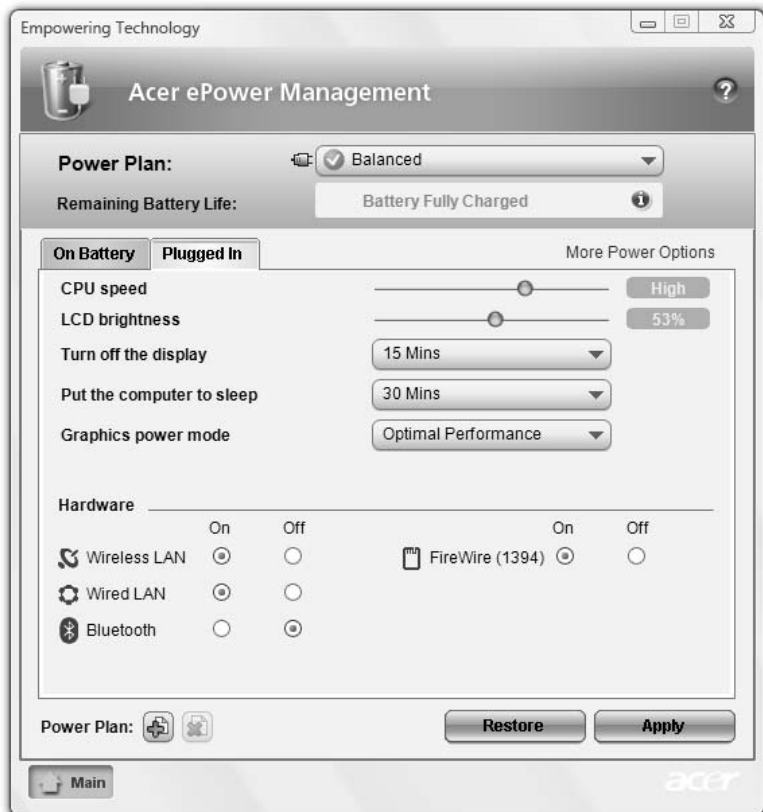 Empowering Technology
Acer ePower Management
Power Plan: Balanced
Remaining Battery Life: Battery Fully Charged
On Battery Plugged In More Power Options
CPU speed High
LCD brightness 53%
Turn off the display 15 Mins
Put the computer to sleep 30 Mins
Graphics power mode Optimal Performance
Hardware
On Off On Off
Wireless LAN FireWire (1394)
Wired LAN
Bluetooth
Power Plan: Restore Apply
Main acer